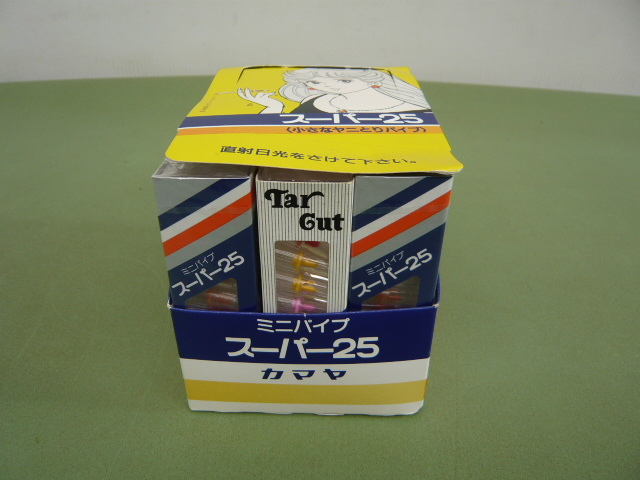 スーパー25
(小さなヤニとりパイプ)
直射日光をさけて下さい。
ミニパイプ
スーパー25
Tar
Cut
ミニパイプ
スーパー25
ミニパイプ
スーパー25
カマヤ